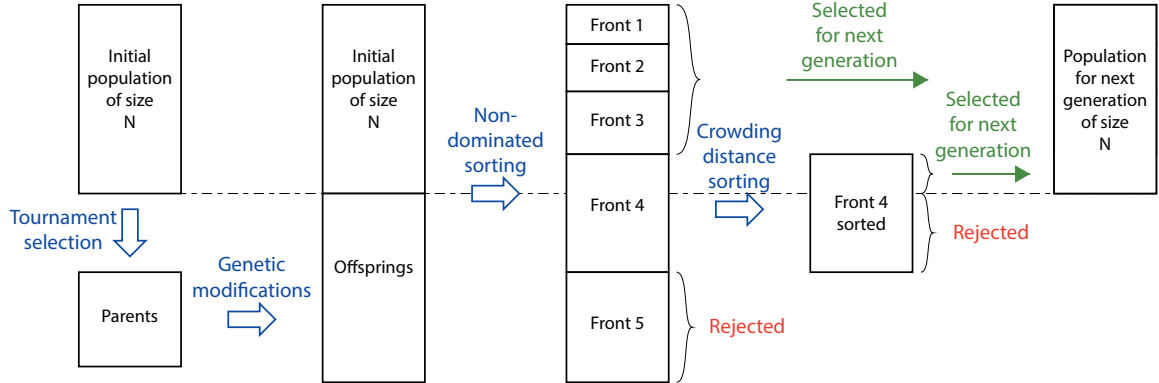 Initial
population
of size
N
Tournament
selection
Parents
Genetic
modifications
Initial
population
of size
N
Offsprings
Non-
dominated
sorting
Front 1
Front 2
Front 3
Front 4
Front 5
Rejected
Crowding
distance
sorting
Selected
for next
generation
Front 4
sorted
Selected
for next
generation
Rejected
Population
for next
generation
of size
N